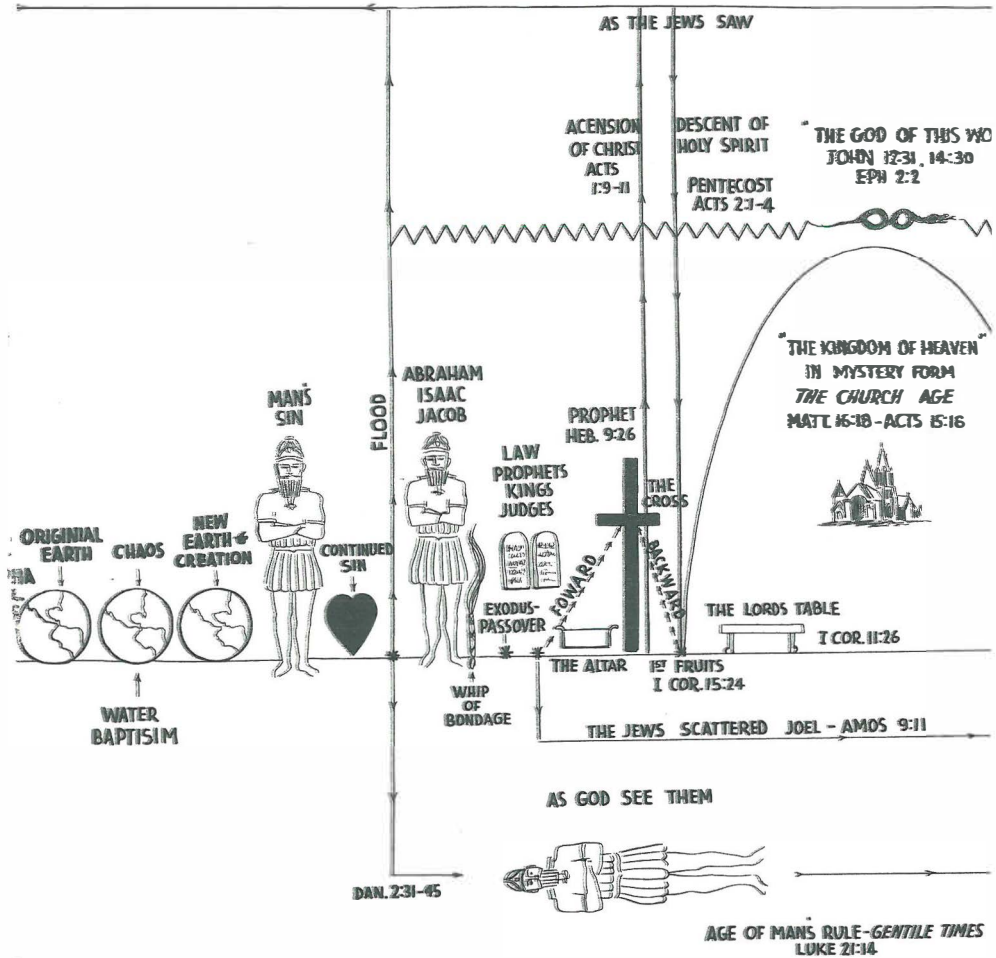 AS THE JEWS SAW
ACENSION
OF CHRIST
ACTS
1:9-11
DESCENT OF
HOLY SPIRIT
PENTECOST
ACTS 2:1-4
"THE GOD OF THIS WO
JOHN 12:31, 14:30
EPH 2:2
"THE KINGDOM OF HEAVEN"
IN MYSTERY FORM
THE CHURCH AGE
MATT. 16:18 - ACTS 15:16
FLOOD
ABRAHAM
ISAAC
JACOB
MAN'S
SIN
PROPHET
HEB. 9:26
LAW
PROPHETS
KINGS
JUDGES
THE
CROSS
ORIGINIAL
EARTH
CHAOS
NEW
EARTH &
CREATION
CONTINUED
SIN
HA
EXODUS-
PASSOVER
FOWARD
BACKWARD
THE LORDS TABLE
I COR. 11:26
THE ALTAR
1ST FRUITS
I COR. 15:24
WATER
BAPTISIM
WHIP
OF
BONDAGE
THE JEWS SCATTERED JOEL - AMOS 9:11
AS GOD SEE THEM
DAN. 2:31-45
AGE OF MAN'S RULE-GENTILE TIMES
LUKE 21:14